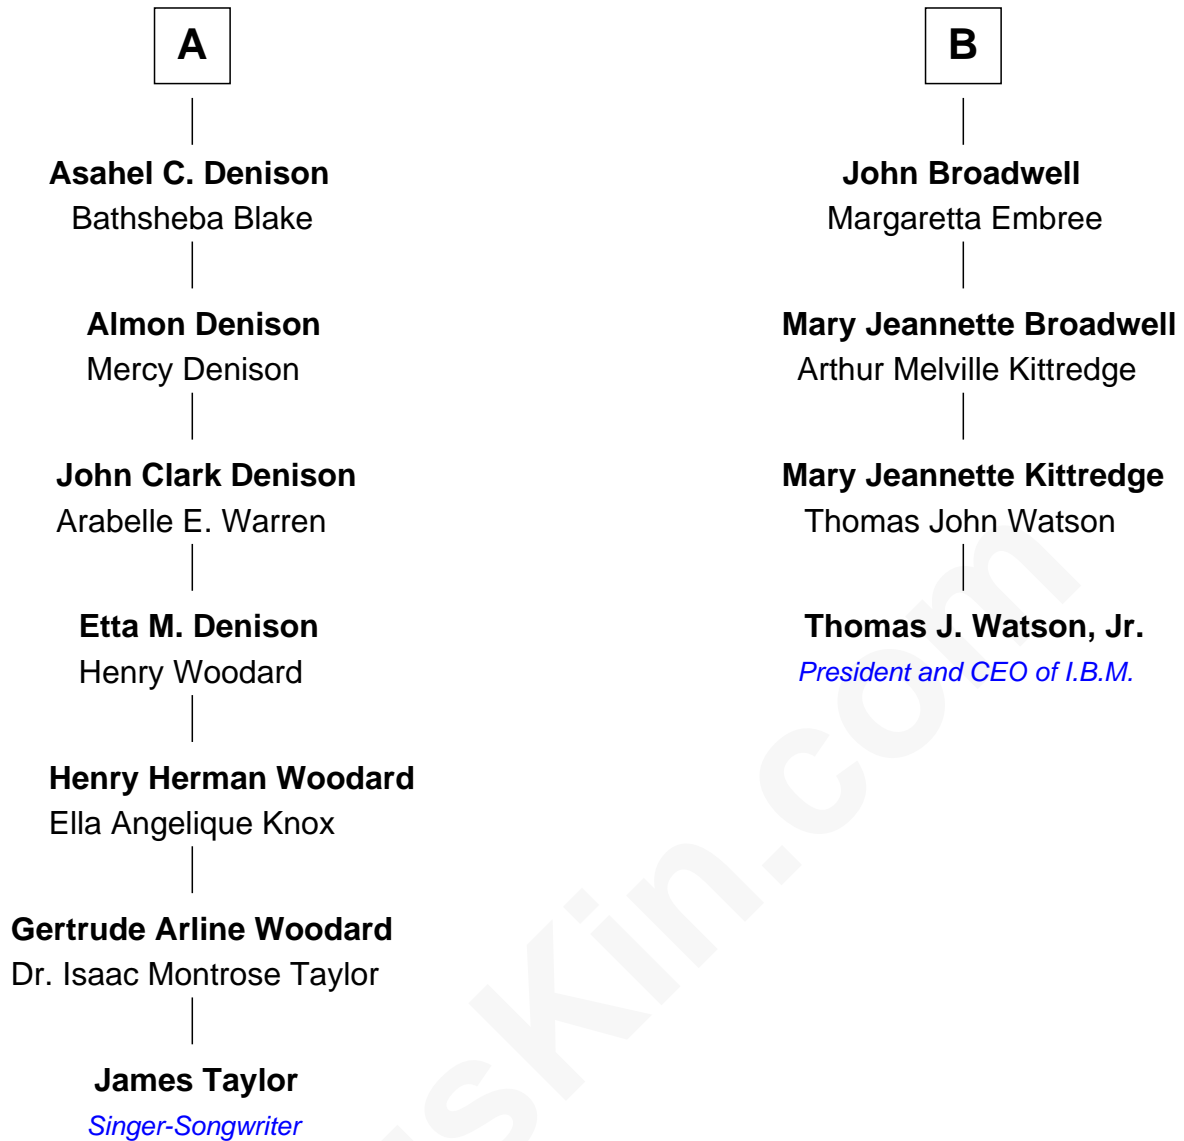 A
Asahel C. Denison
Bathsheba Blake
Almon Denison
Mercy Denison
John Clark Denison
Arabelle E. Warren
Etta M. Denison
Henry Woodard
Henry Herman Woodard
Ella Angelique Knox
Gertrude Arline Woodard
Dr. Isaac Montrose Taylor
James Taylor
Singer-Songwriter
B
John Broadwell
Margaretta Embree
Mary Jeannette Broadwell
Arthur Melville Kittredge
Mary Jeannette Kittredge
Thomas John Watson
Thomas J. Watson, Jr.
President and CEO of I.B.M.
usKin.com